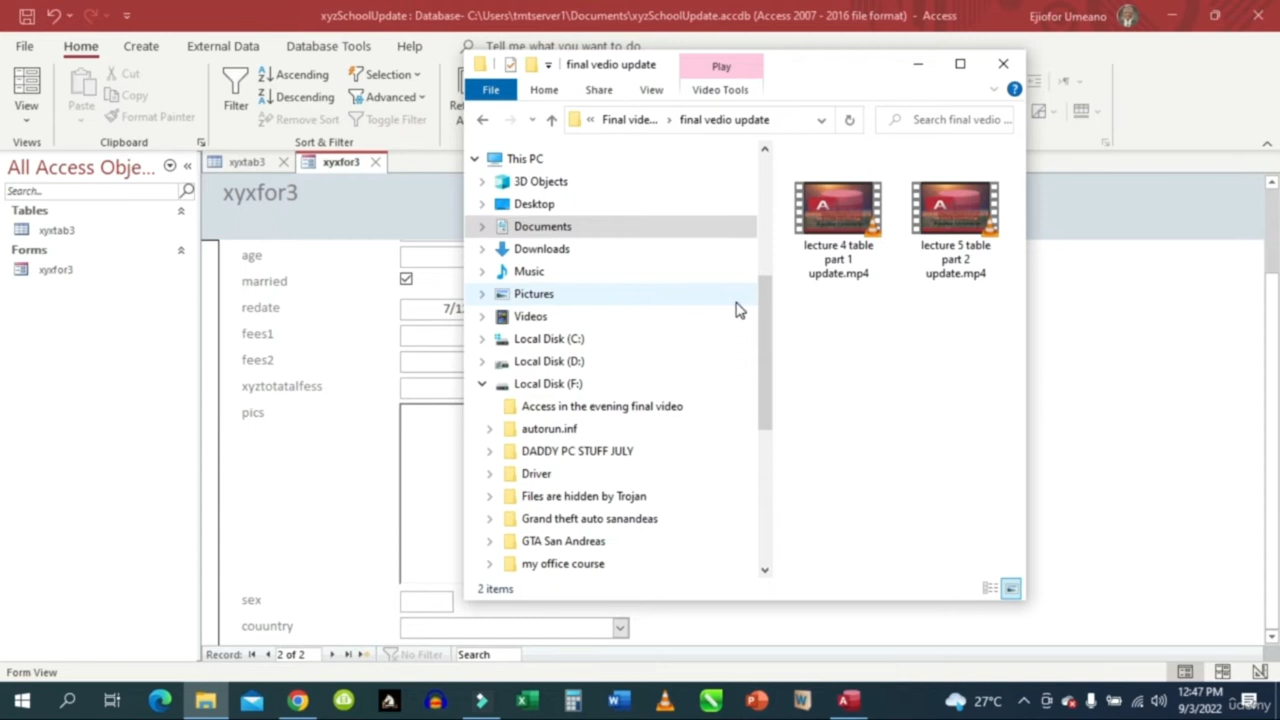 xyzSchoolUpdate : Database- C:\Users\tmtserver1\Documents\xyzSchoolUpdate.accdb (Access 2007 - 2016 file format) - Access
Ejiofor Umeano
File
Home
Create
External Data
Database Tools
Help
Tell me what you want to do
View
Views
Paste
Cut
Copy
Format Painter
Clipboard
Filter
Ascending
Descending
Remove Sort
Selection
Advanced
Toggle Filter
Sort & Filter
All Access Obje...
Search...
Tables
xyxtab3
Forms
xyxfor3
xyxtab3
xyxfor3
xyxfor3
age
married
redate
7/1
fees1
fees2
xyztotatalfess
pics
sex
couuntry
Record:
2 of 2
No Filter
Search
Form View
final vedio update
Play
File
Home
Share
View
Video Tools
« Final vide... > final vedio update
Search final vedio ...
This PC
3D Objects
Desktop
Documents
Downloads
Music
Pictures
Videos
Local Disk (C:)
Local Disk (D:)
Local Disk (F:)
Access in the evening final video
autorun.inf
DADDY PC STUFF JULY
Driver
Files are hidden by Trojan
Grand theft auto sanandeas
GTA San Andreas
my office course
lecture 4 table
part 1
update.mp4
lecture 5 table
part 2
update.mp4
2 items
27°C
12:47 PM
9/3/2022
Udemy